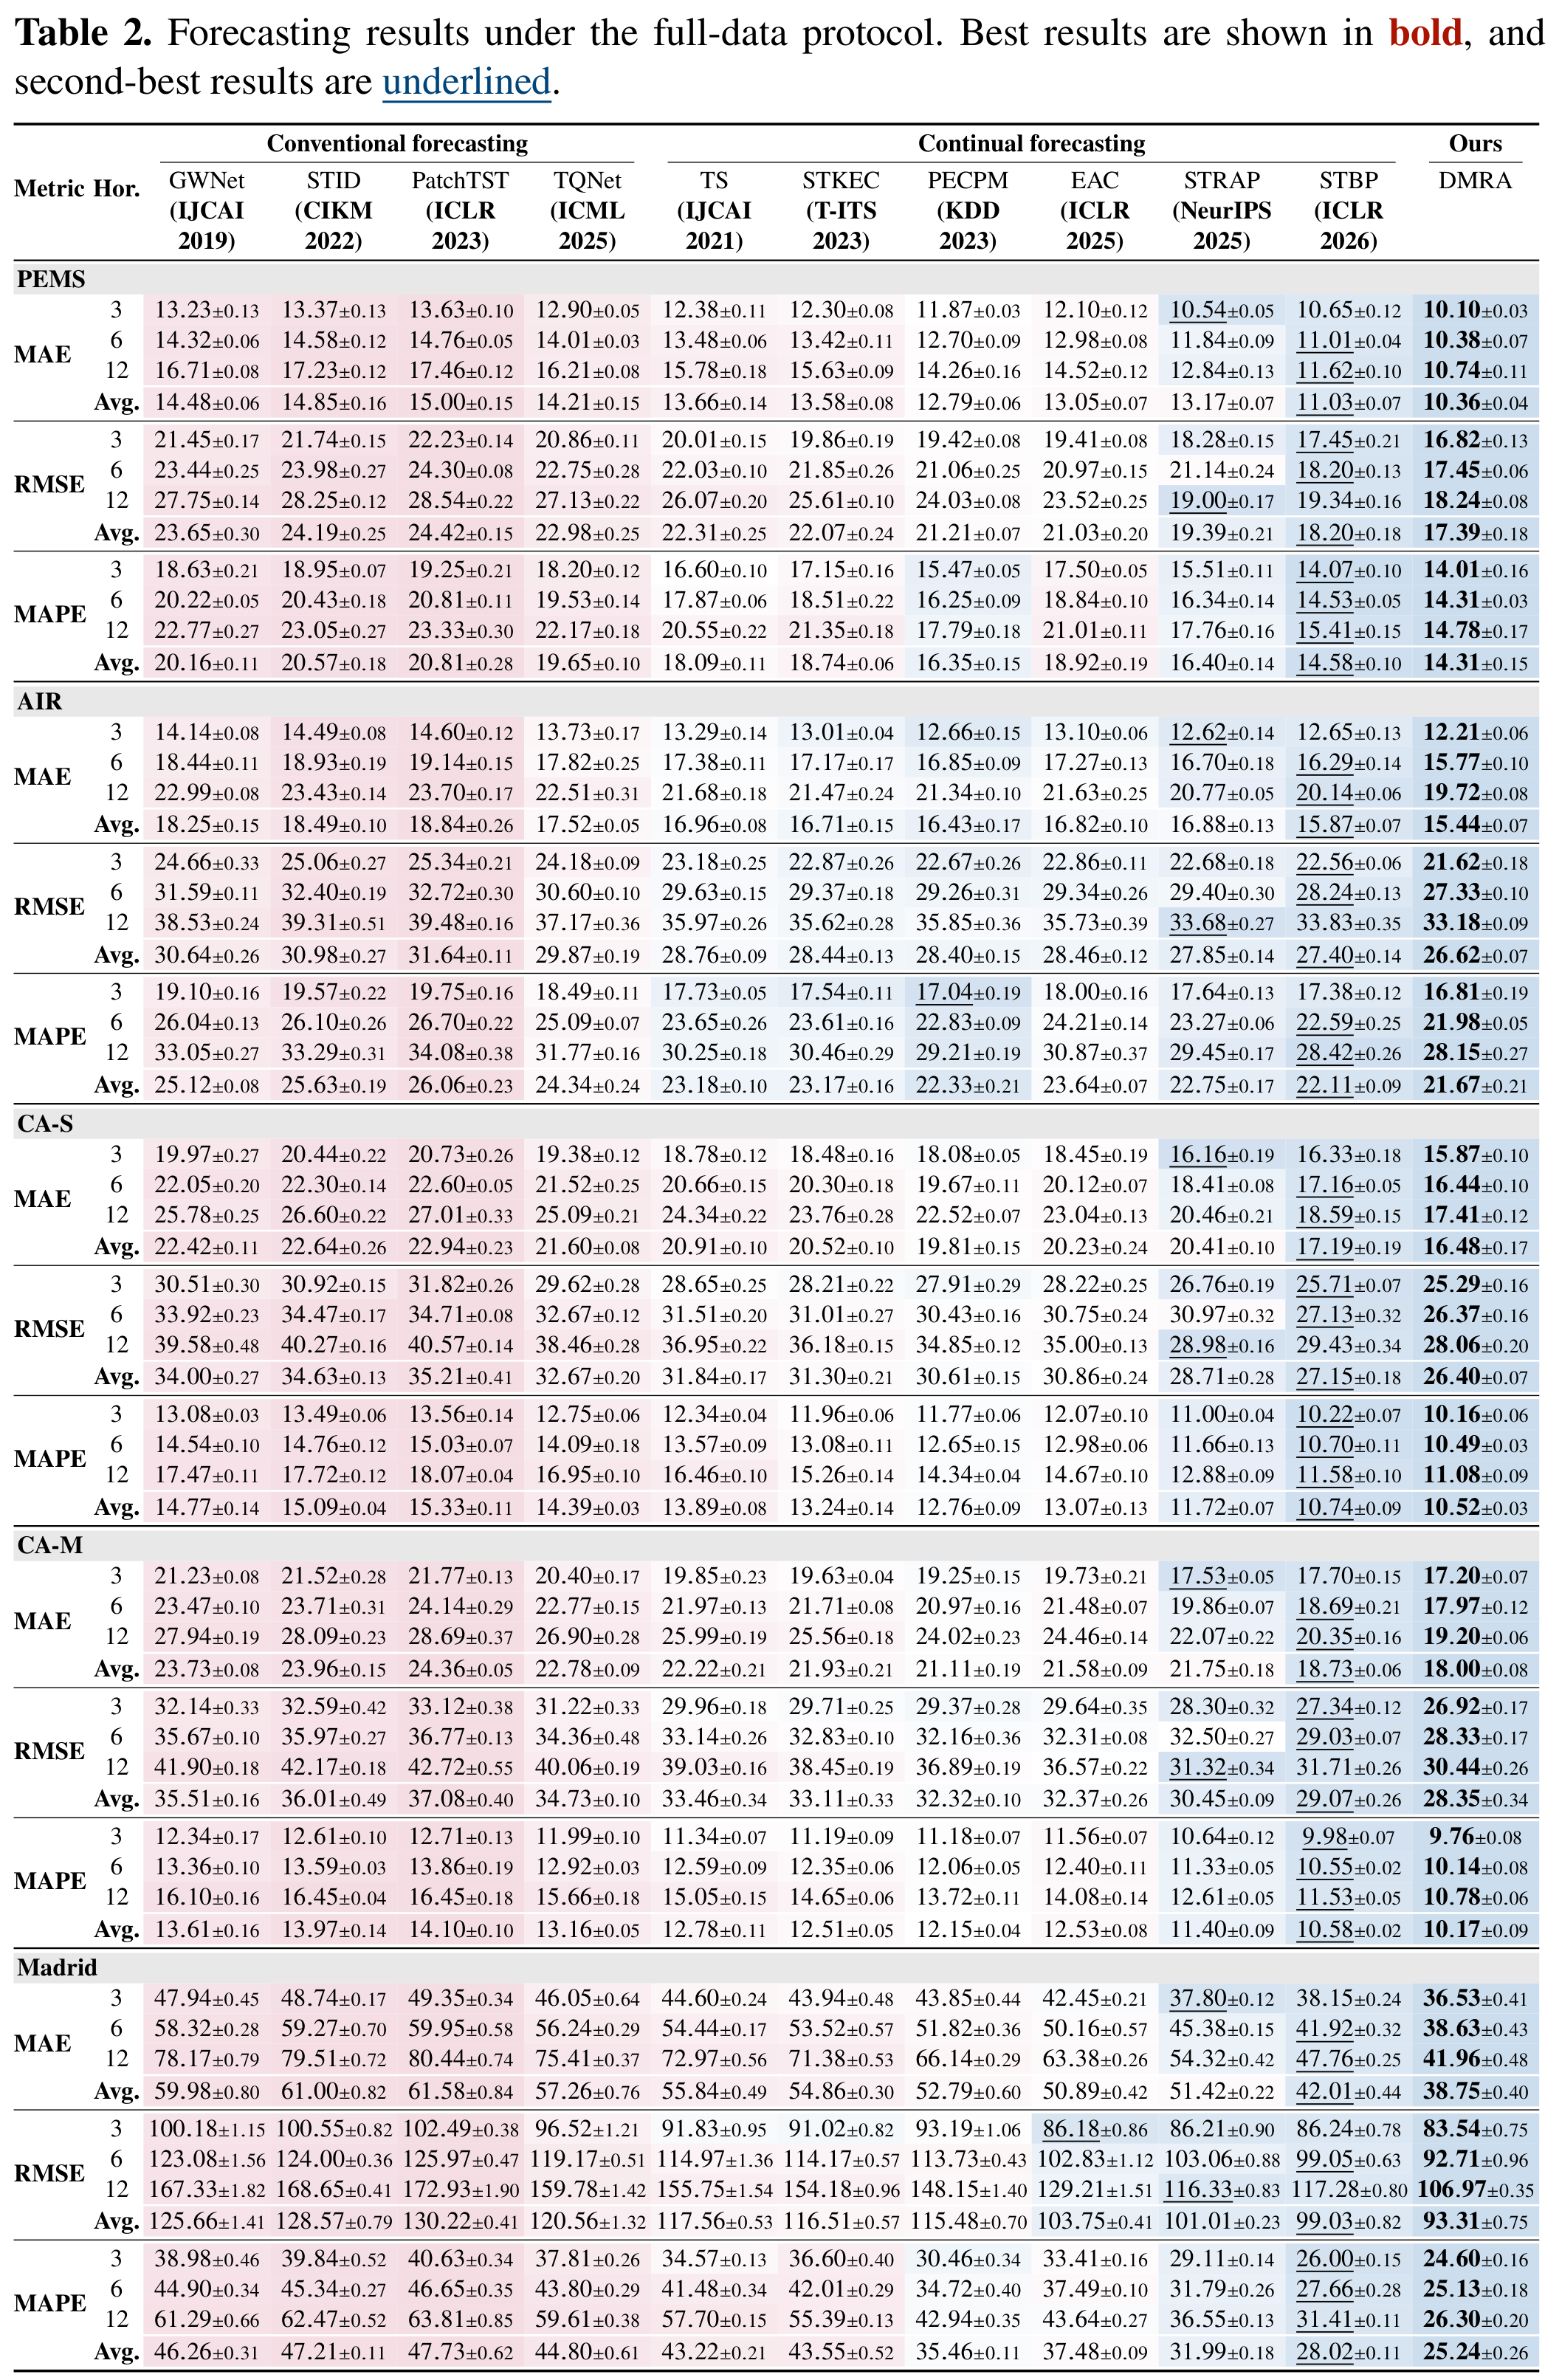 Table 2. Forecasting results under the full-data protocol. Best results are shown in bold, and
second-best results are underlined.
Conventional forecasting Continual forecasting Ours
Metric Hor. GWNet STID PatchTST TQNet TS STKEC PECPM EAC STRAP STBP DMRA
(IJCAI (CIKM (ICLR (ICML (IJCAI (T-ITS (KDD (ICLR (NeurIPS (ICLR
2019) 2022) 2023) 2025) 2021) 2023) 2023) 2025) 2025) 2026)
PEMS
3 13.23±0.13 13.37±0.13 13.63±0.10 12.90±0.05 12.38±0.11 12.30±0.08 11.87±0.03 12.10±0.12 10.54±0.05 10.65±0.12 10.10±0.03
MAE 6 14.32±0.06 14.58±0.12 14.76±0.05 14.01±0.03 13.48±0.06 13.42±0.11 12.70±0.09 12.98±0.08 11.84±0.09 11.01±0.04 10.38±0.07
12 16.71±0.08 17.23±0.12 17.46±0.12 16.21±0.08 15.78±0.18 15.63±0.09 14.26±0.16 14.52±0.12 12.84±0.13 11.62±0.10 10.74±0.11
Avg. 14.48±0.06 14.85±0.16 15.00±0.15 14.21±0.15 13.66±0.14 13.58±0.08 12.79±0.06 13.05±0.07 13.17±0.07 11.03±0.07 10.36±0.04
3 21.45±0.17 21.74±0.15 22.23±0.14 20.86±0.11 20.01±0.15 19.86±0.19 19.42±0.08 19.41±0.08 18.28±0.15 17.45±0.21 16.82±0.13
RMSE 6 23.44±0.25 23.98±0.27 24.30±0.08 22.75±0.28 22.03±0.10 21.85±0.26 21.06±0.25 20.97±0.15 21.14±0.24 18.20±0.13 17.45±0.06
12 27.75±0.14 28.25±0.12 28.54±0.22 27.13±0.22 26.07±0.20 25.61±0.10 24.03±0.08 23.52±0.25 19.00±0.17 19.34±0.16 18.24±0.08
Avg. 23.65±0.30 24.19±0.25 24.42±0.15 22.98±0.25 22.31±0.25 22.07±0.24 21.21±0.07 21.03±0.20 19.39±0.21 18.20±0.18 17.39±0.18
3 18.63±0.21 18.95±0.07 19.25±0.21 18.20±0.12 16.60±0.10 17.15±0.16 15.47±0.05 17.50±0.05 15.51±0.11 14.07±0.10 14.01±0.16
MAPE 6 20.22±0.05 20.43±0.18 20.81±0.11 19.53±0.14 17.87±0.06 18.51±0.22 16.25±0.09 18.84±0.10 16.34±0.14 14.53±0.05 14.31±0.03
12 22.77±0.27 23.05±0.27 23.33±0.30 22.17±0.18 20.55±0.22 21.35±0.18 17.79±0.18 21.01±0.11 17.76±0.16 15.41±0.15 14.78±0.17
Avg. 20.16±0.11 20.57±0.18 20.81±0.28 19.65±0.10 18.09±0.11 18.74±0.06 16.35±0.15 18.92±0.19 16.40±0.14 14.58±0.10 14.31±0.15
AIR
3 14.14±0.08 14.49±0.08 14.60±0.12 13.73±0.17 13.29±0.14 13.01±0.04 12.66±0.15 13.10±0.06 12.62±0.14 12.65±0.13 12.21±0.06
MAE 6 18.44±0.11 18.93±0.19 19.14±0.15 17.82±0.25 17.38±0.11 17.17±0.17 16.85±0.09 17.27±0.13 16.70±0.18 16.29±0.14 15.77±0.10
12 22.99±0.08 23.43±0.14 23.70±0.17 22.51±0.31 21.68±0.18 21.47±0.24 21.34±0.10 21.63±0.25 20.77±0.05 20.14±0.06 19.72±0.08
Avg. 18.25±0.15 18.49±0.10 18.84±0.26 17.52±0.05 16.96±0.08 16.71±0.15 16.43±0.17 16.82±0.10 16.88±0.13 15.87±0.07 15.44±0.07
3 24.66±0.33 25.06±0.27 25.34±0.21 24.18±0.09 23.18±0.25 22.87±0.26 22.67±0.26 22.86±0.11 22.68±0.18 22.56±0.06 21.62±0.18
RMSE 6 31.59±0.11 32.40±0.19 32.72±0.30 30.60±0.10 29.63±0.15 29.37±0.18 29.26±0.31 29.34±0.26 29.40±0.30 28.24±0.13 27.33±0.10
12 38.53±0.24 39.31±0.51 39.48±0.16 37.17±0.36 35.97±0.26 35.62±0.28 35.85±0.36 35.73±0.39 33.68±0.27 33.83±0.35 33.18±0.09
Avg. 30.64±0.26 30.98±0.27 31.64±0.11 29.87±0.19 28.76±0.09 28.44±0.13 28.40±0.15 28.46±0.12 27.85±0.14 27.40±0.14 26.62±0.07
3 19.10±0.16 19.57±0.22 19.75±0.16 18.49±0.11 17.73±0.05 17.54±0.11 17.04±0.19 18.00±0.16 17.64±0.13 17.38±0.12 16.81±0.19
MAPE 6 26.04±0.13 26.10±0.26 26.70±0.22 25.09±0.07 23.65±0.26 23.61±0.16 22.83±0.09 24.21±0.14 23.27±0.06 22.59±0.25 21.98±0.05
12 33.05±0.27 33.29±0.31 34.08±0.38 31.77±0.16 30.25±0.18 30.46±0.29 29.21±0.19 30.87±0.37 29.45±0.17 28.42±0.26 28.15±0.27
Avg. 25.12±0.08 25.63±0.19 26.06±0.23 24.34±0.24 23.18±0.10 23.17±0.16 22.33±0.21 23.64±0.07 22.75±0.17 22.11±0.09 21.67±0.21
CA-S
3 19.97±0.27 20.44±0.22 20.73±0.26 19.38±0.12 18.78±0.12 18.48±0.16 18.08±0.05 18.45±0.19 16.16±0.19 16.33±0.18 15.87±0.10
MAE 6 22.05±0.20 22.30±0.14 22.60±0.05 21.52±0.25 20.66±0.15 20.30±0.18 19.67±0.11 20.12±0.07 18.41±0.08 17.16±0.05 16.44±0.10
12 25.78±0.25 26.60±0.22 27.01±0.33 25.09±0.21 24.34±0.22 23.76±0.28 22.52±0.07 23.04±0.13 20.46±0.21 18.59±0.15 17.41±0.12
Avg. 22.42±0.11 22.64±0.26 22.94±0.23 21.60±0.08 20.91±0.10 20.52±0.10 19.81±0.15 20.23±0.24 20.41±0.10 17.19±0.19 16.48±0.17
3 30.51±0.30 30.92±0.15 31.82±0.26 29.62±0.28 28.65±0.25 28.21±0.22 27.91±0.29 28.22±0.25 26.76±0.19 25.71±0.07 25.29±0.16
RMSE 6 33.92±0.23 34.47±0.17 34.71±0.08 32.67±0.12 31.51±0.20 31.01±0.27 30.43±0.16 30.75±0.24 30.97±0.32 27.13±0.32 26.37±0.16
12 39.58±0.48 40.27±0.16 40.57±0.14 38.46±0.28 36.95±0.22 36.18±0.15 34.85±0.12 35.00±0.13 28.98±0.16 29.43±0.34 28.06±0.20
Avg. 34.00±0.27 34.63±0.13 35.21±0.41 32.67±0.20 31.84±0.17 31.30±0.21 30.61±0.15 30.86±0.24 28.71±0.28 27.15±0.18 26.40±0.07
3 13.08±0.03 13.49±0.06 13.56±0.14 12.75±0.06 12.34±0.04 11.96±0.06 11.77±0.06 12.07±0.10 11.00±0.04 10.22±0.07 10.16±0.06
MAPE 6 14.54±0.10 14.76±0.12 15.03±0.07 14.09±0.18 13.57±0.09 13.08±0.11 12.65±0.15 12.98±0.06 11.66±0.13 10.70±0.11 10.49±0.03
12 17.47±0.11 17.72±0.12 18.07±0.04 16.95±0.10 16.46±0.10 15.26±0.14 14.34±0.04 14.67±0.10 12.88±0.09 11.58±0.10 11.08±0.09
Avg. 14.77±0.14 15.09±0.04 15.33±0.11 14.39±0.03 13.89±0.08 13.24±0.14 12.76±0.09 13.07±0.13 11.72±0.07 10.74±0.09 10.52±0.03
CA-M
3 21.23±0.08 21.52±0.28 21.77±0.13 20.40±0.17 19.85±0.23 19.63±0.04 19.25±0.15 19.73±0.21 17.53±0.05 17.70±0.15 17.20±0.07
MAE 6 23.47±0.10 23.71±0.31 24.14±0.29 22.77±0.15 21.97±0.13 21.71±0.08 20.97±0.16 21.48±0.07 19.86±0.07 18.69±0.21 17.97±0.12
12 27.94±0.19 28.09±0.23 28.69±0.37 26.90±0.28 25.99±0.19 25.56±0.18 24.02±0.23 24.46±0.14 22.07±0.22 20.35±0.16 19.20±0.06
Avg. 23.73±0.08 23.96±0.15 24.36±0.05 22.78±0.09 22.22±0.21 21.93±0.21 21.11±0.19 21.58±0.09 21.75±0.18 18.73±0.06 18.00±0.08
3 32.14±0.33 32.59±0.42 33.12±0.38 31.22±0.33 29.96±0.18 29.71±0.25 29.37±0.28 29.64±0.35 28.30±0.32 27.34±0.12 26.92±0.17
RMSE 6 35.67±0.10 35.97±0.27 36.77±0.13 34.36±0.48 33.14±0.26 32.83±0.10 32.16±0.36 32.31±0.08 32.50±0.27 29.03±0.07 28.33±0.17
12 41.90±0.18 42.17±0.18 42.72±0.55 40.06±0.19 39.03±0.16 38.45±0.19 36.89±0.19 36.57±0.22 31.32±0.34 31.71±0.26 30.44±0.26
Avg. 35.51±0.16 36.01±0.49 37.08±0.40 34.73±0.10 33.46±0.34 33.11±0.33 32.32±0.10 32.37±0.26 30.45±0.09 29.07±0.26 28.35±0.34
3 12.34±0.17 12.61±0.10 12.71±0.13 11.99±0.10 11.34±0.07 11.19±0.09 11.18±0.07 11.56±0.07 10.64±0.12 9.98±0.07 9.76±0.08
MAPE 6 13.36±0.10 13.59±0.03 13.86±0.19 12.92±0.03 12.59±0.09 12.35±0.06 12.06±0.05 12.40±0.11 11.33±0.05 10.55±0.02 10.14±0.08
12 16.10±0.16 16.45±0.04 16.45±0.18 15.66±0.18 15.05±0.15 14.65±0.06 13.72±0.11 14.08±0.14 12.61±0.05 11.53±0.05 10.78±0.06
Avg. 13.61±0.16 13.97±0.14 14.10±0.10 13.16±0.05 12.78±0.11 12.51±0.05 12.15±0.04 12.53±0.08 11.40±0.09 10.58±0.02 10.17±0.09
Madrid
3 47.94±0.45 48.74±0.17 49.35±0.34 46.05±0.64 44.60±0.24 43.94±0.48 43.85±0.44 42.45±0.21 37.80±0.12 38.15±0.24 36.53±0.41
MAE 6 58.32±0.28 59.27±0.70 59.95±0.58 56.24±0.29 54.44±0.17 53.52±0.57 51.82±0.36 50.16±0.57 45.38±0.15 41.92±0.32 38.63±0.43
12 78.17±0.79 79.51±0.72 80.44±0.74 75.41±0.37 72.97±0.56 71.38±0.53 66.14±0.29 63.38±0.26 54.32±0.42 47.76±0.25 41.96±0.48
Avg. 59.98±0.80 61.00±0.82 61.58±0.84 57.26±0.76 55.84±0.49 54.86±0.30 52.79±0.60 50.89±0.42 51.42±0.22 42.01±0.44 38.75±0.40
3 100.18±1.15 100.55±0.82 102.49±0.38 96.52±1.21 91.83±0.95 91.02±0.82 93.19±1.06 86.18±0.86 86.21±0.90 86.24±0.78 83.54±0.75
RMSE 6 123.08±1.56 124.00±0.36 125.97±0.47 119.17±0.51 114.97±1.36 114.17±0.57 113.73±0.43 102.83±1.12 103.06±0.88 99.05±0.63 92.71±0.96
12 167.33±1.82 168.65±0.41 172.93±1.90 159.78±1.42 155.75±1.54 154.18±0.96 148.15±1.40 129.21±1.51 116.33±0.83 117.28±0.80 106.97±0.35
Avg. 125.66±1.41 128.57±0.79 130.22±0.41 120.56±1.32 117.56±0.53 116.51±0.57 115.48±0.70 103.75±0.41 101.01±0.23 99.03±0.82 93.31±0.75
3 38.98±0.46 39.84±0.52 40.63±0.34 37.81±0.26 34.57±0.13 36.60±0.40 30.46±0.34 33.41±0.16 29.11±0.14 26.00±0.15 24.60±0.16
MAPE 6 44.90±0.34 45.34±0.27 46.65±0.35 43.80±0.29 41.48±0.34 42.01±0.29 34.72±0.40 37.49±0.10 31.79±0.26 27.66±0.28 25.13±0.18
12 61.29±0.66 62.47±0.52 63.81±0.85 59.61±0.38 57.70±0.15 55.39±0.13 42.94±0.35 43.64±0.27 36.55±0.13 31.41±0.11 26.30±0.20
Avg. 46.26±0.31 47.21±0.11 47.73±0.62 44.80±0.61 43.22±0.21 43.55±0.52 35.46±0.11 37.48±0.09 31.99±0.18 28.02±0.11 25.24±0.26